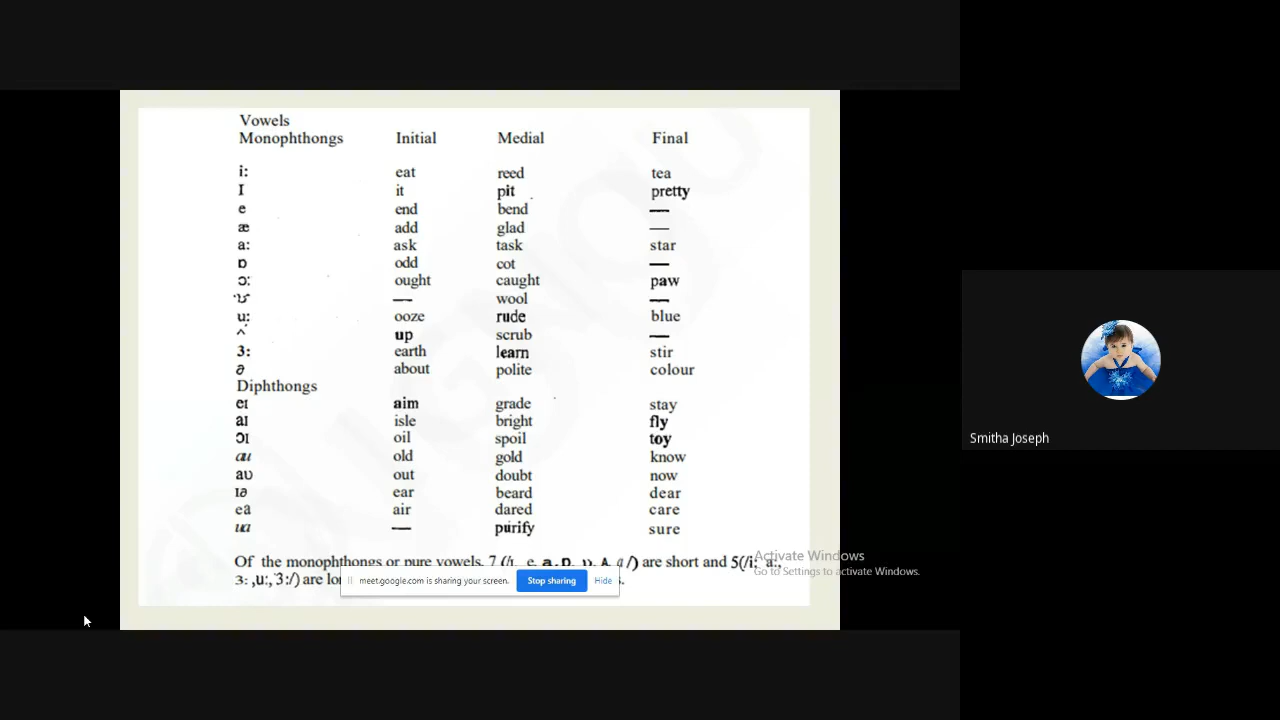 Vowels
Monophthongs Initial Medial Final
i: eat reed tea
I it pit pretty
e end bend —
æ add glad —
a: ask task star
ɒ odd cot —
ɔ: ought caught paw
ʊ — wool —
u: ooze rude blue
^ up scrub —
3: earth learn stir
ə about polite colour
Diphthongs
eɪ aim grade stay
aɪ isle bright fly
ɔɪ oil spoil toy
au old gold know
aʊ out doubt now
ɪə ear beard dear
ea air dared care
ua — purify sure
Of the monophthongs or pure vowels, 7 are short and 5(/i:, a:,
3: ,u:, 3:/) are
meet.google.com is sharing your screen. Stop sharing Hide
Activate Windows
Go to Settings to activate Windows.
Smitha Joseph